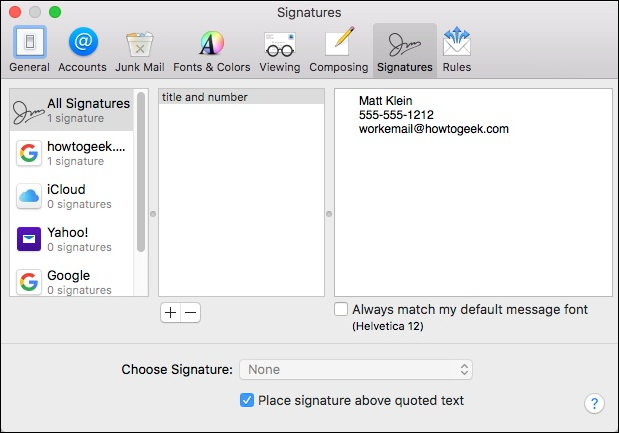 Signatures
General
Accounts
Junk Mail
Fonts & Colors
Viewing
Composing
Signatures
Rules
All Signatures
1 signature
howtogeek....
1 signature
iCloud
0 signatures
Yahoo!
0 signatures
Google
0 signatures
title and number
Matt Klein
555-555-1212
workemail@howtogeek.com
+ −
Always match my default message font
(Helvetica 12)
Choose Signature: None
Place signature above quoted text
?